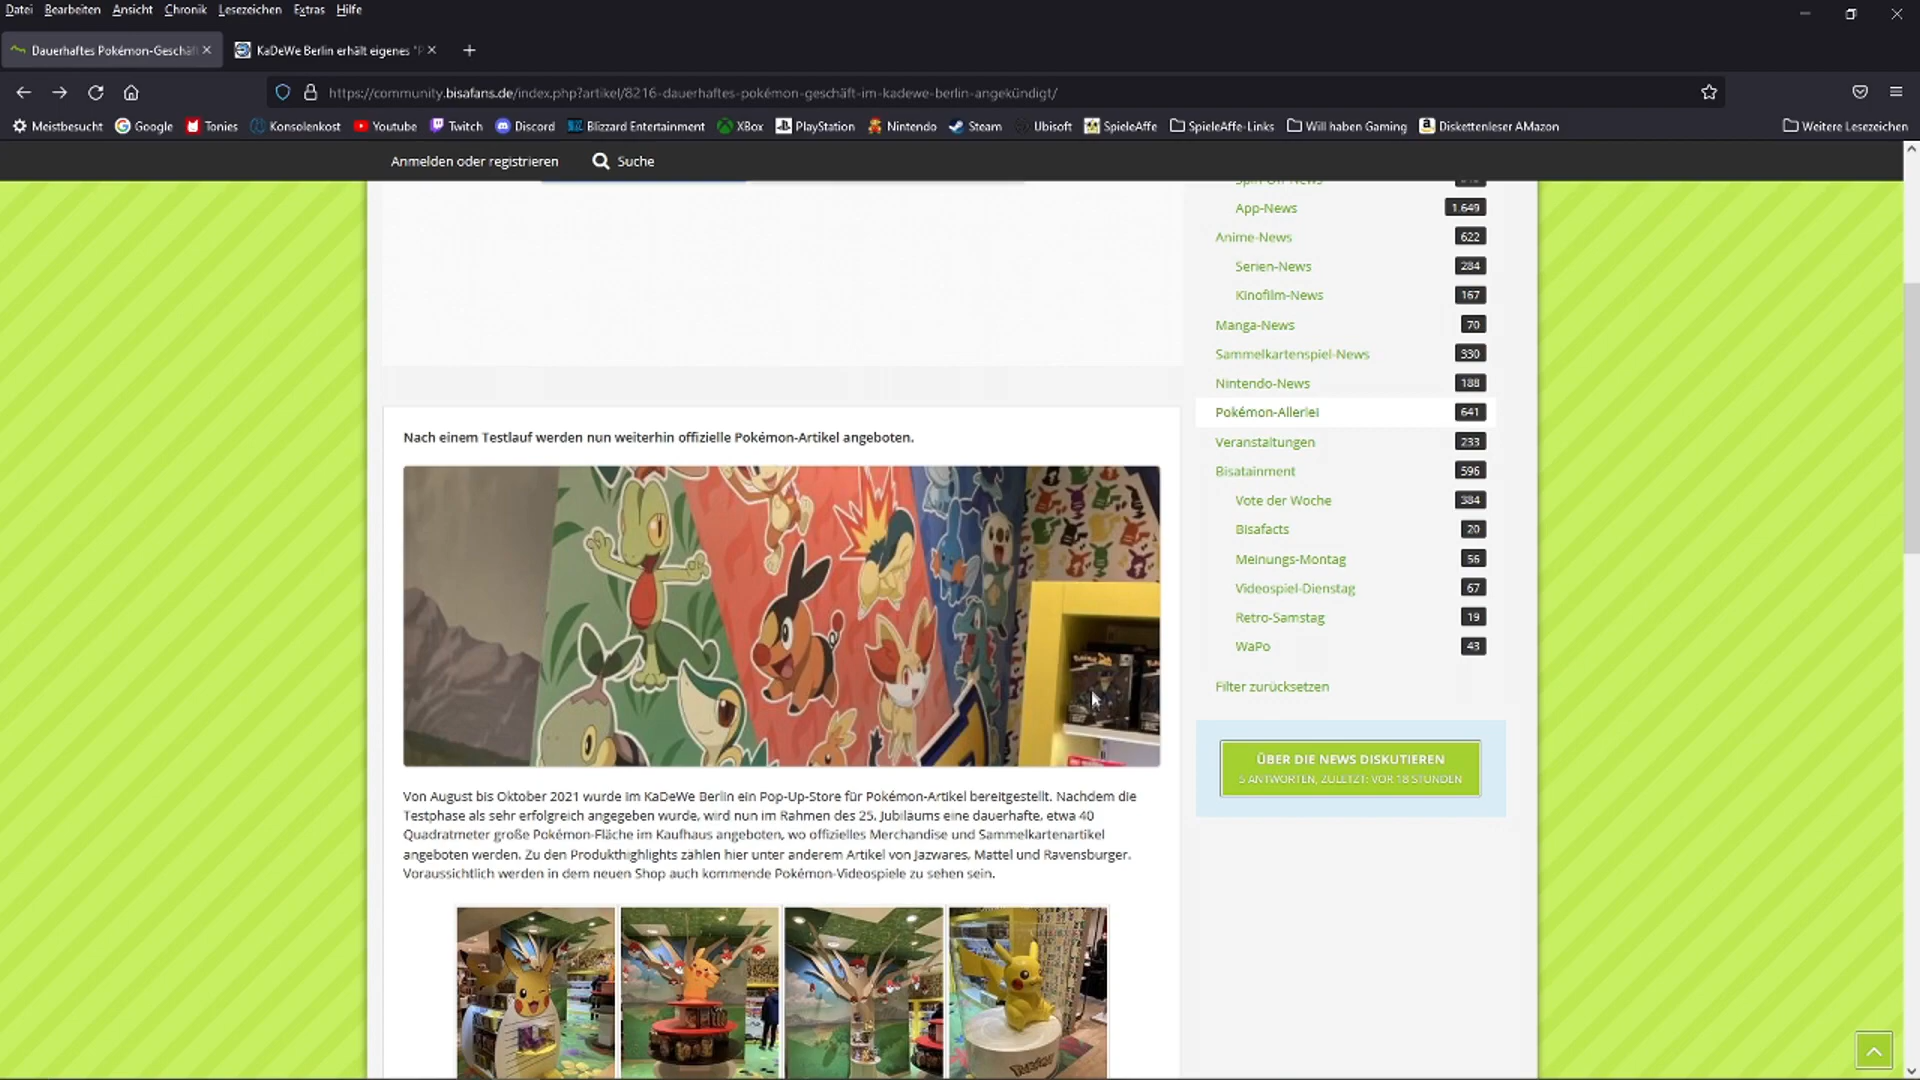 Datei Bearbeiten Ansicht Chronik Lesezeichen Extras Hilfe
Dauerhaftes Pokémon-Geschäf
KaDeWe Berlin erhält eigenes "P
https://community.bisafans.de/index.php?artikel/8216-dauerhaftes-pokémon-geschäft-im-kadewe-berlin-angekündigt/
Meistbesucht Google Tonies Konsolenkost Youtube Twitch Discord Blizzard Entertainment XBox PlayStation Nintendo Steam Ubisoft SpieleAffe SpieleAffe-Links Will haben Gaming Diskettenleser AMazon Weitere Lesezeichen
Anmelden oder registrieren Suche
Spin-Off-News
App-News 1.649
Anime-News 622
Serien-News 284
Kinofilm-News 167
Manga-News 70
Sammelkartenspiel-News 330
Nintendo-News 188
Pokémon-Allerlei 641
Veranstaltungen 233
Bisatainment 596
Vote der Woche 384
Bisafacts 20
Meinungs-Montag 56
Videospiel-Dienstag 67
Retro-Samstag 19
WaPo 43
Filter zurücksetzen
ÜBER DIE NEWS DISKUTIEREN
5 ANTWORTEN, ZULETZT: VOR 18 STUNDEN
Nach einem Testlauf werden nun weiterhin offizielle Pokémon-Artikel angeboten.
Von August bis Oktober 2021 wurde im KaDeWe Berlin ein Pop-Up-Store für Pokémon-Artikel bereitgestellt. Nachdem die
Testphase als sehr erfolgreich angegeben wurde, wird nun im Rahmen des 25. Jubiläums eine dauerhafte, etwa 40
Quadratmeter große Pokémon-Fläche im Kaufhaus angeboten, wo offizielles Merchandise und Sammelkartenartikel
angeboten werden. Zu den Produkthighlights zählen hier unter anderem Artikel von Jazwares, Mattel und Ravensburger.
Voraussichtlich werden in dem neuen Shop auch kommende Pokémon-Videospiele zu sehen sein.